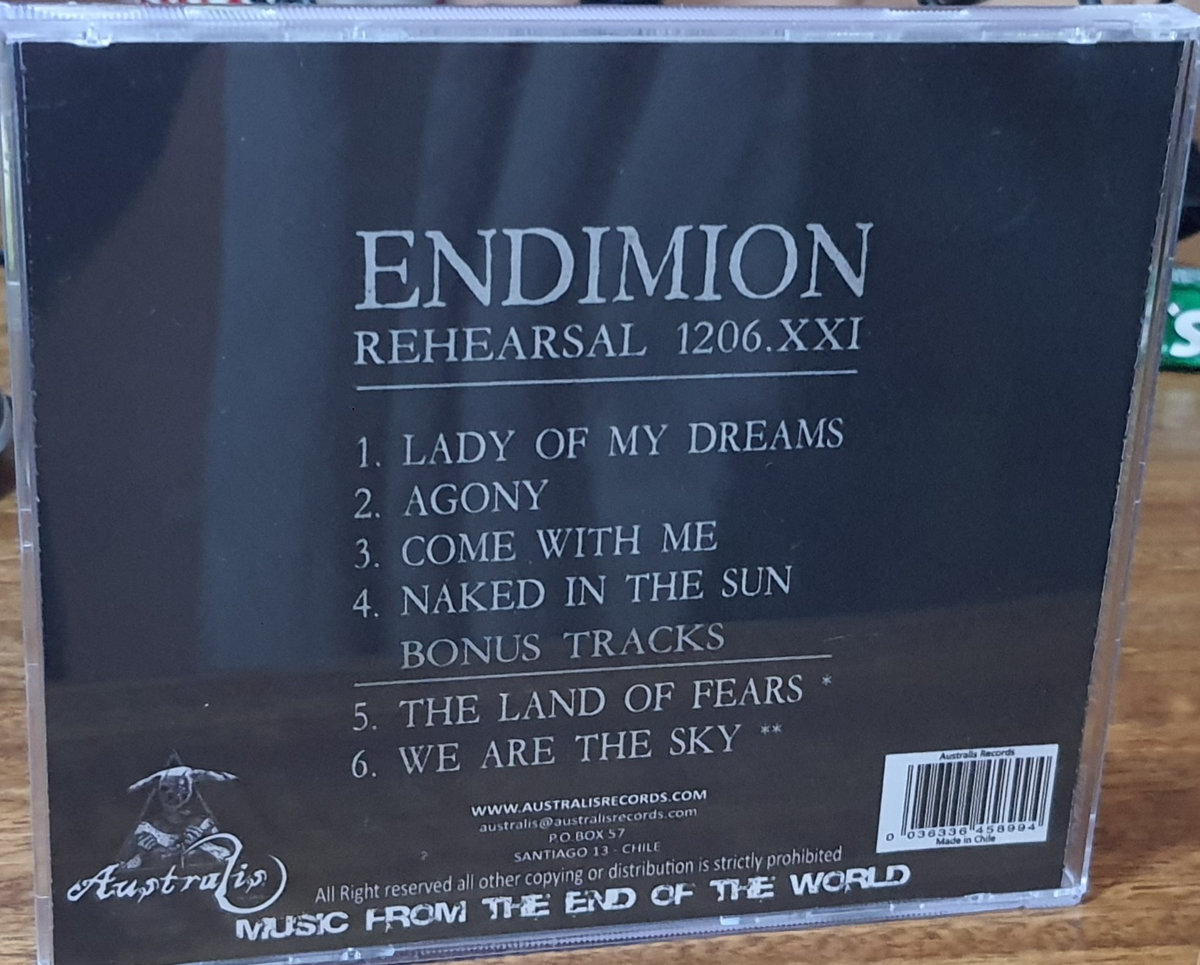 ENDIMION
REHEARSAL 1206.XXI
1. LADY OF MY DREAMS
2. AGONY
3. COME WITH ME
4. NAKED IN THE SUN
BONUS TRACKS
5. THE LAND OF FEARS *
6. WE ARE THE SKY **
WWW.AUSTRALISRECORDS.COM
australis@australisrecords.com
P.O. BOX 57
SANTIAGO 13 - CHILE
All Right reserved all other copying or distribution is strictly prohibited
MUSIC FROM THE END OF THE WORLD
Australis
Australis Records
0 036336 458994
Made in Chile
'S